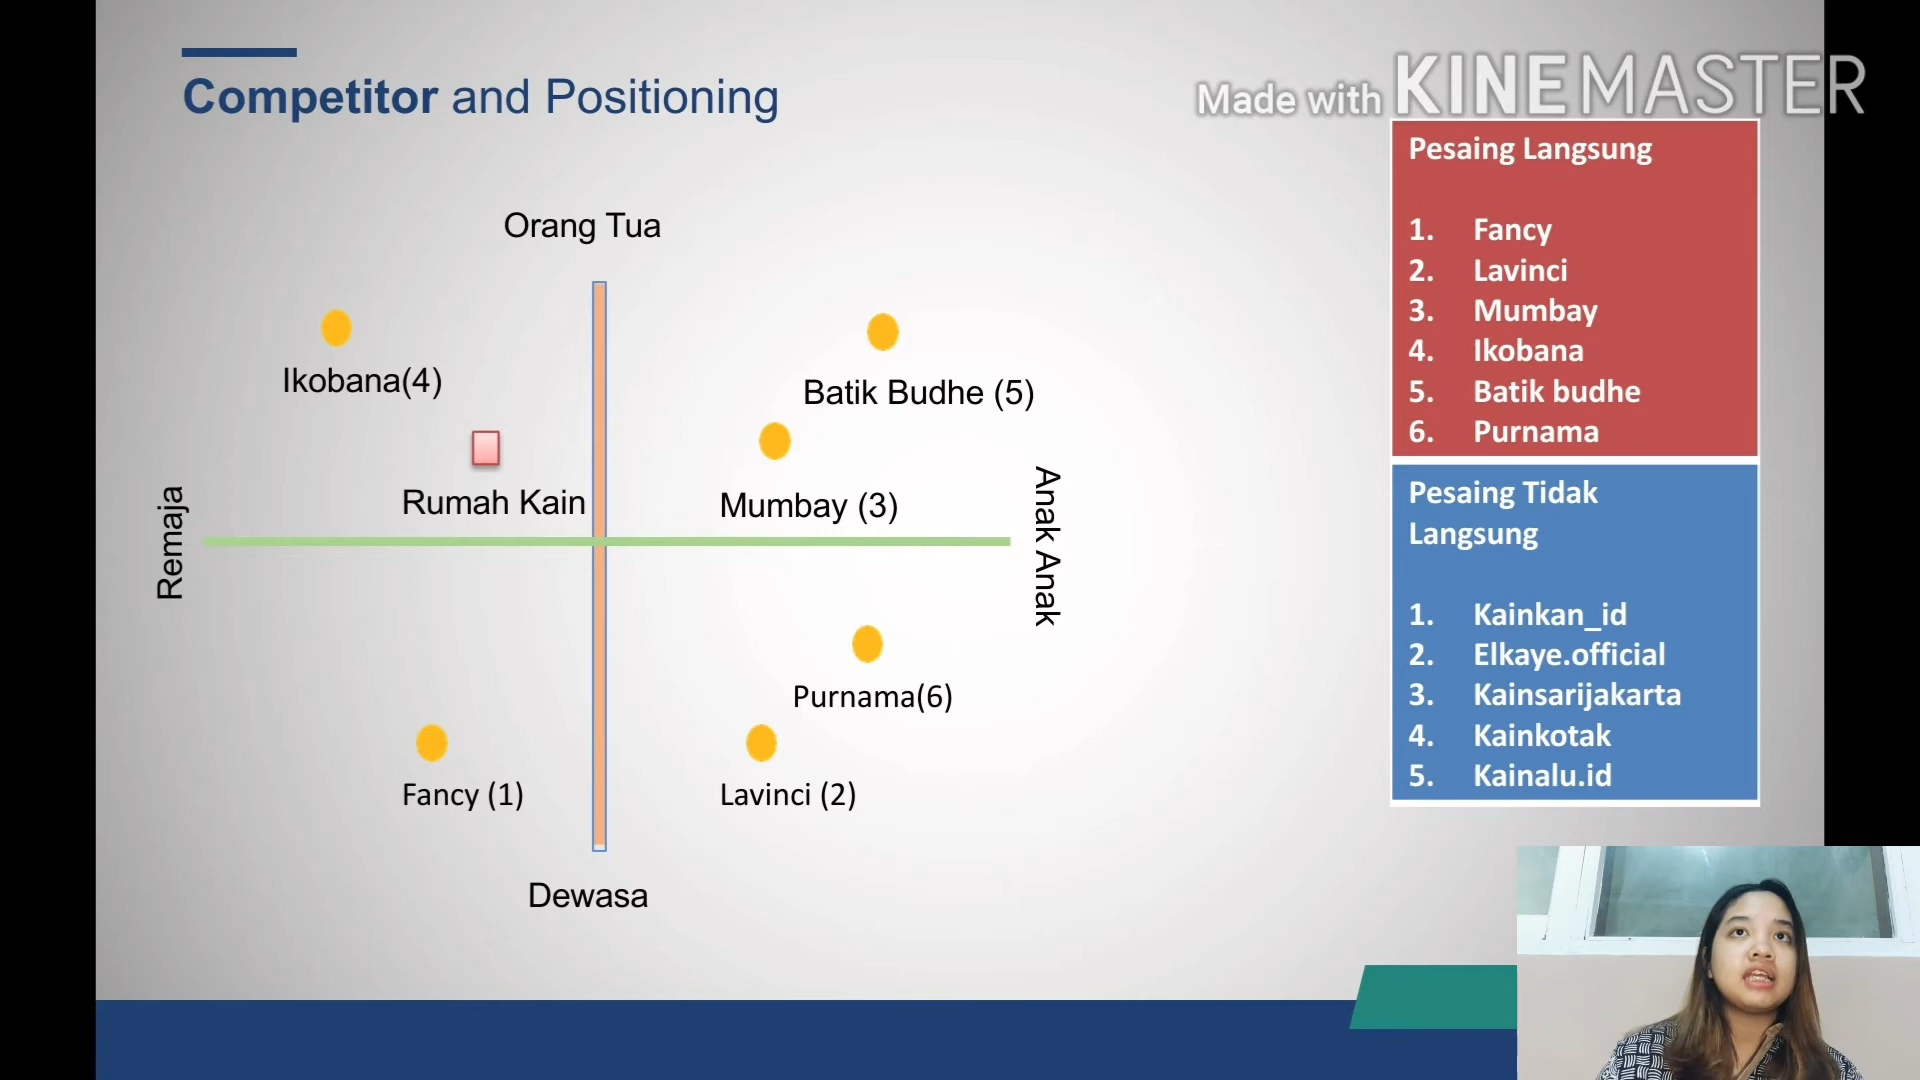 Competitor and Positioning
Made with KINEMASTER
Orang Tua
Ikobana(4)
Batik Budhe (5)
Rumah Kain
Mumbay (3)
Remaja
Anak Anak
Purnama(6)
Fancy (1)
Lavinci (2)
Dewasa
Pesaing Langsung
1. Fancy
2. Lavinci
3. Mumbay
4. Ikobana
5. Batik budhe
6. Purnama
Pesaing Tidak
Langsung
1. Kainkan_id
2. Elkaye.official
3. Kainsarijakarta
4. Kainkotak
5. Kainalu.id